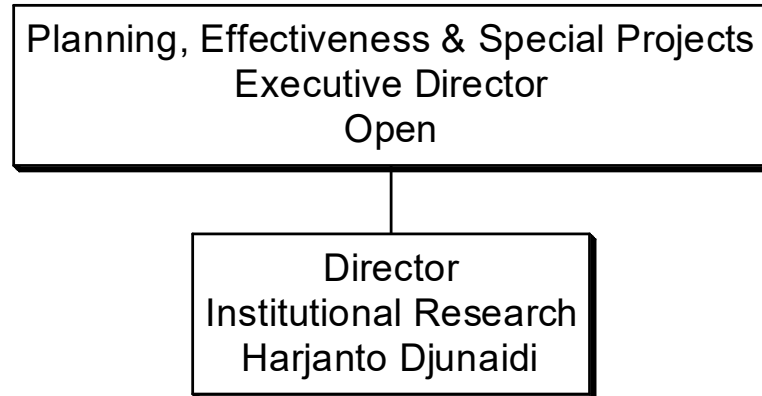 Planning, Effectiveness & Special Projects
Executive Director
Open
Director
Institutional Research
Harjanto Djunaidi